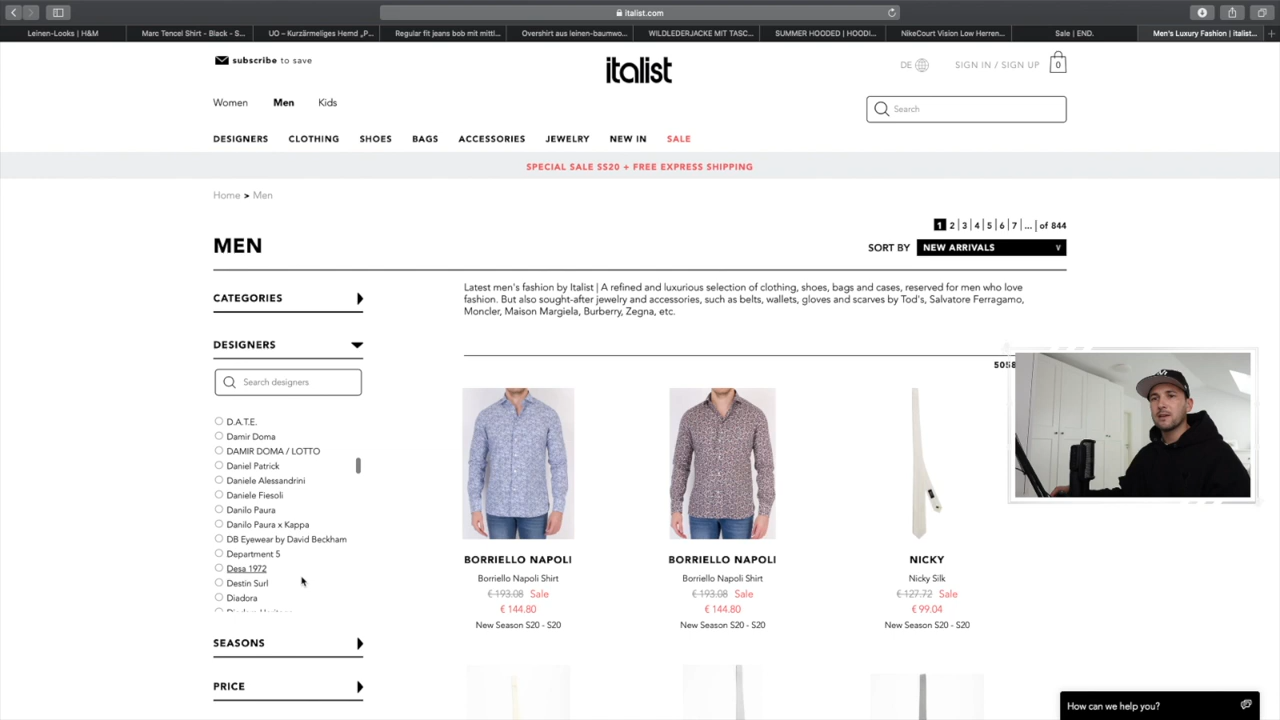 italist.com
Leinen-Looks | H&M
Marc Tencel Shirt - Black - S...
UO – Kurzärmeliges Hemd „P...
Regular fit jeans bob mit mittl...
Overshirt aus leinen-baumwo...
WILDLEDERJACKE MIT TASC...
SUMMER HOODED | HOODI...
NikeCourt Vision Low Herren...
Sale | END.
Men's Luxury Fashion | italist...
subscribe to save
italist
DE
SIGN IN / SIGN UP
0
Women
Men
Kids
Search
DESIGNERS
CLOTHING
SHOES
BAGS
ACCESSORIES
JEWELRY
NEW IN
SALE
SPECIAL SALE SS20 + FREE EXPRESS SHIPPING
Home > Men
1 | 2 | 3 | 4 | 5 | 6 | 7 | ... | of 844
MEN
SORT BY
NEW ARRIVALS
CATEGORIES
Latest men's fashion by Italist | A refined and luxurious selection of clothing, shoes, bags and cases, reserved for men who love
fashion. But also sought-after jewelry and accessories, such as belts, wallets, gloves and scarves by Tod's, Salvatore Ferragamo,
Moncler, Maison Margiela, Burberry, Zegna, etc.
DESIGNERS
Search designers
D.A.T.E.
Damir Doma
DAMIR DOMA / LOTTO
Daniel Patrick
Daniele Alessandrini
Daniele Fiesoli
Danilo Paura
Danilo Paura x Kappa
DB Eyewear by David Beckham
Department 5
Desa 1972
Destin Surl
Diadora
SEASONS
PRICE
BORRIELLO NAPOLI
Borriello Napoli Shirt
€ 193.08 Sale
€ 144.80
New Season S20 - S20
BORRIELLO NAPOLI
Borriello Napoli Shirt
€ 193.08 Sale
€ 144.80
New Season S20 - S20
NICKY
Nicky Silk
€ 127.72 Sale
€ 99.04
New Season S20 - S20
How can we help you?